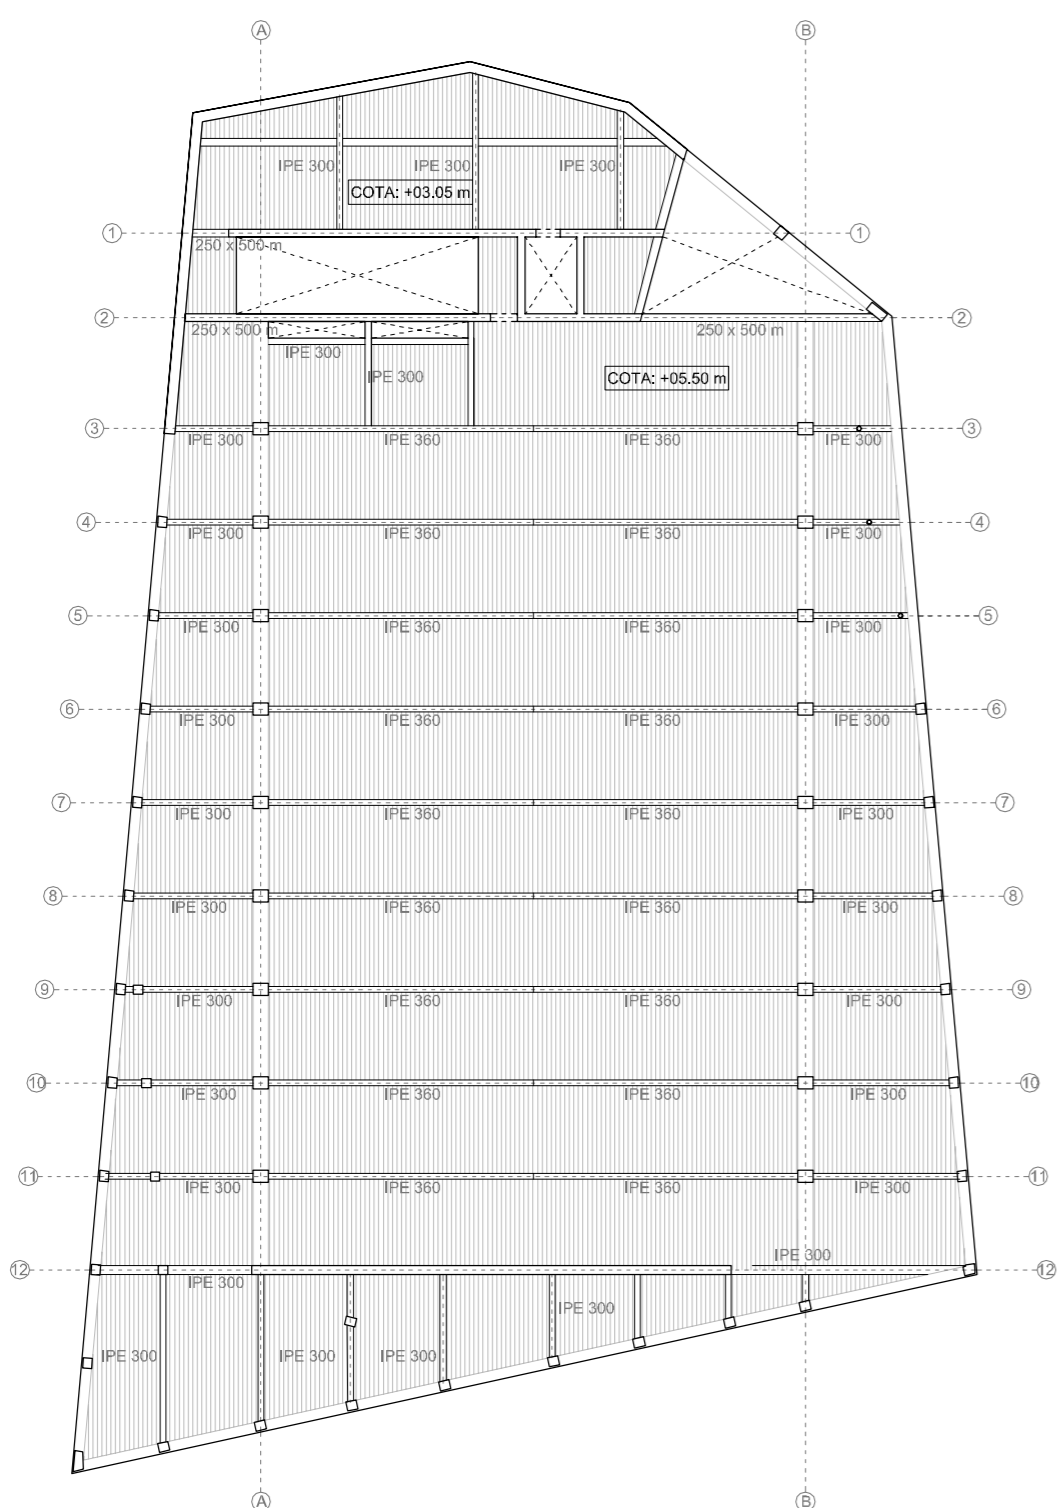 A B
IPE 300 IPE 300 IPE 300
COTA: +03.05 m
1 1
250 x 500 m
2 2
250 x 500 m 250 x 500 m
IPE 300
IPE 300
COTA: +05.50 m
3 3
IPE 300 IPE 360 IPE 360 IPE 300
4 4
IPE 300 IPE 360 IPE 360 IPE 300
5 5
IPE 300 IPE 360 IPE 360 IPE 300
6 6
IPE 300 IPE 360 IPE 360 IPE 300
7 7
IPE 300 IPE 360 IPE 360 IPE 300
8 8
IPE 300 IPE 360 IPE 360 IPE 300
9 9
IPE 300 IPE 360 IPE 360 IPE 300
10 10
IPE 300 IPE 360 IPE 360 IPE 300
11 11
IPE 300 IPE 360 IPE 360 IPE 300
IPE 300
12 12
IPE 300
IPE 300
IPE 300 IPE 300 IPE 300
A B